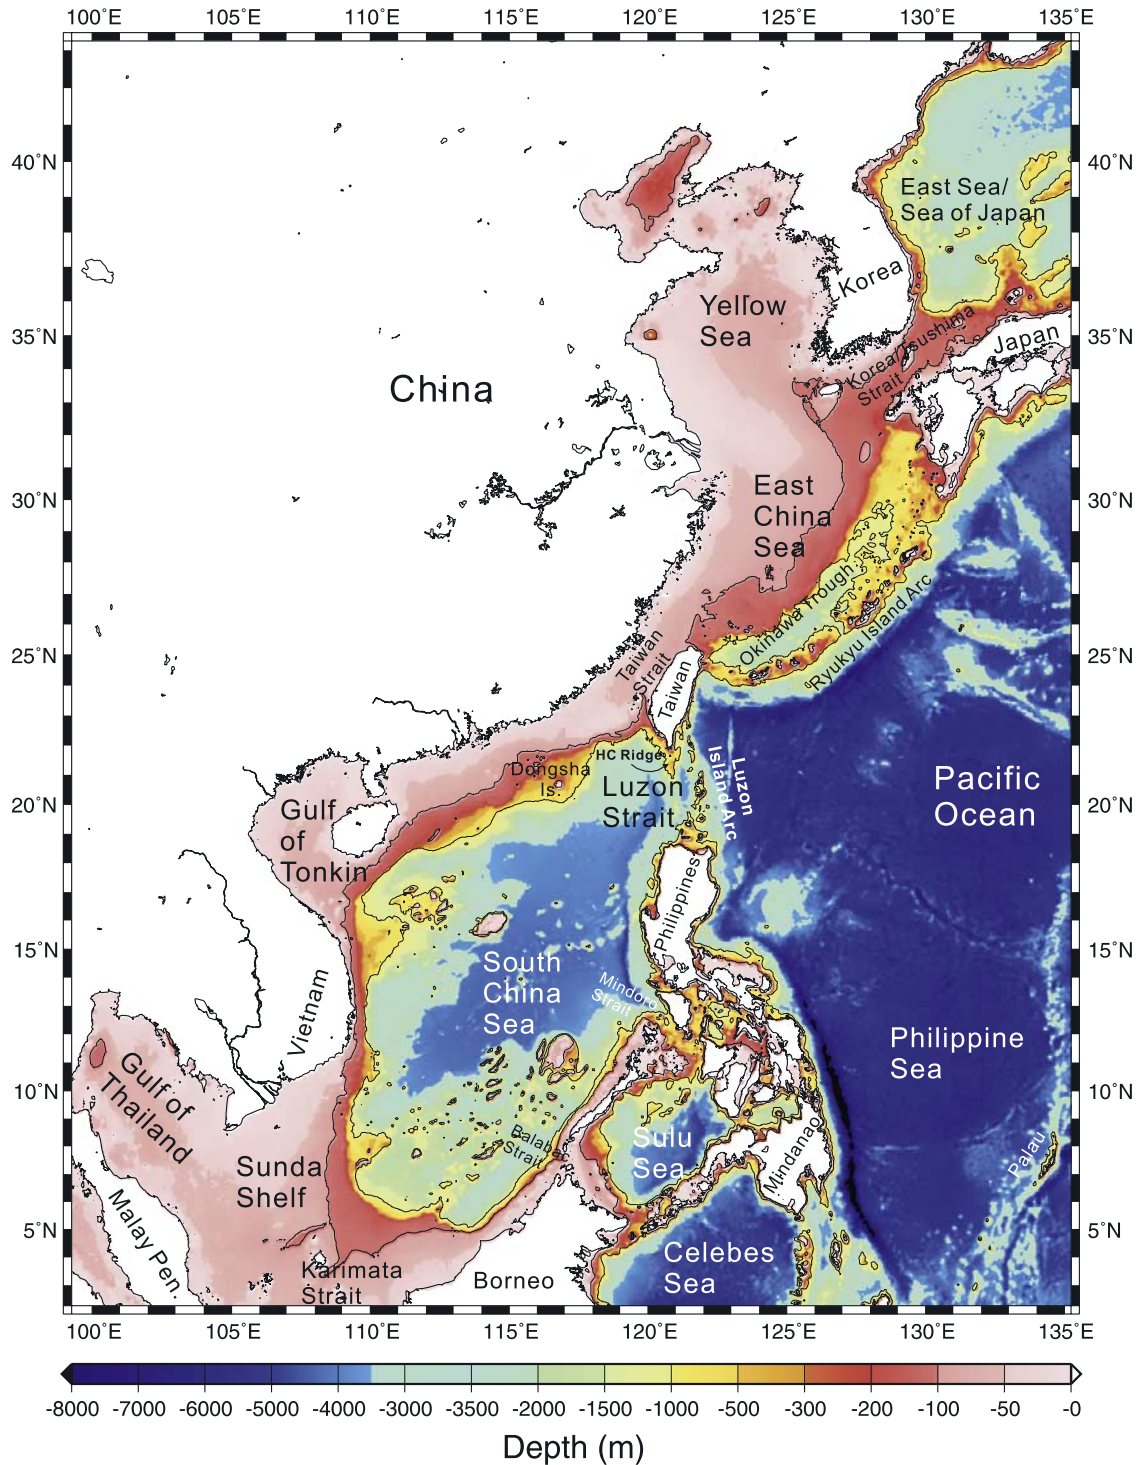 100°E 105°E 110°E 115°E 120°E 125°E 130°E 135°E
40°N 40°N
East Sea/
Sea of Japan
Korea
Yellow
Sea
35°N 35°N
Korea/Tsushima
Strait
Japan
China
East
China
Sea
30°N 30°N
Okinawa Trough
Ryukyu Island Arc
25°N 25°N
Taiwan
Strait
Taiwan
HC Ridge
Dongsha
Is.
Luzon
Strait
Luzon
Island Arc
Pacific
Ocean
20°N 20°N
Gulf
of
Tonkin
Philippines
15°N 15°N
South
China
Sea
Mindoro
Strait
Vietnam
Philippine
Sea
Gulf of
Thailand
10°N 10°N
Balabac
Strait
Sulu
Sea
Mindanao
Palau
Sunda
Shelf
Malay Pen.
5°N 5°N
Karimata
Strait
Borneo
Celebes
Sea
100°E 105°E 110°E 115°E 120°E 125°E 130°E 135°E
-8000 -7000 -6000 -5000 -4000 -3000 -3500 -2000 -1500 -1000 -500 -300 -200 -100 -50 -0
Depth (m)